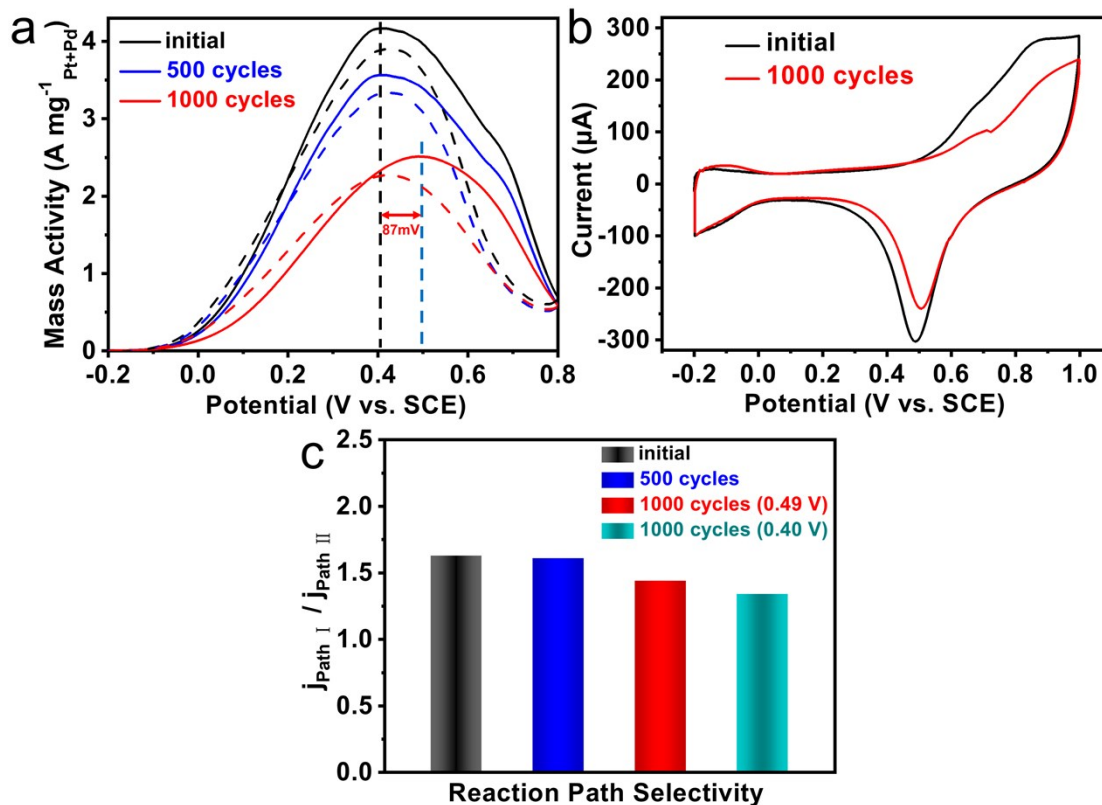 a
Mass Activity (A mg⁻¹ Pt+Pd)
4
3
2
1
0
initial
500 cycles
1000 cycles
87mV
-0.2 0.0 0.2 0.4 0.6 0.8
Potential (V vs. SCE)
b
Current (µA)
300
200
100
0
-100
-200
-300
initial
1000 cycles
-0.2 0.0 0.2 0.4 0.6 0.8 1.0
Potential (V vs. SCE)
c
j Path Ⅰ / j Path Ⅱ
2.5
2.0
1.5
1.0
0.5
0.0
initial
500 cycles
1000 cycles (0.49 V)
1000 cycles (0.40 V)
Reaction Path Selectivity